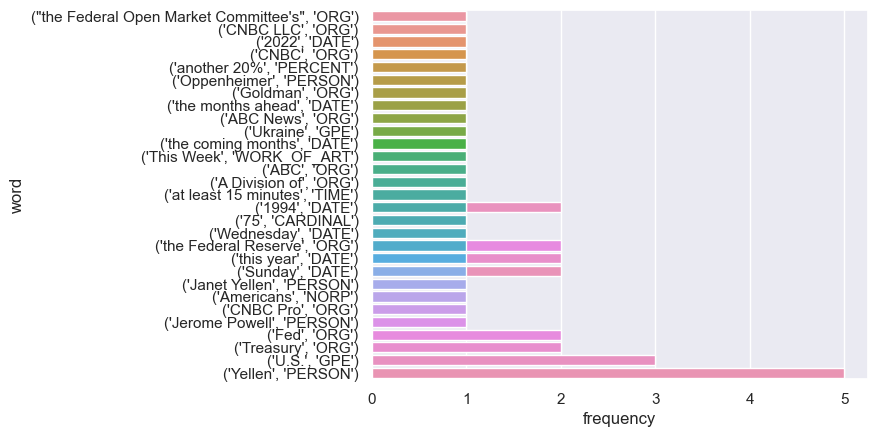 ("the Federal Open Market Committee's", 'ORG')
('CNBC LLC', 'ORG')
('2022', 'DATE')
('CNBC', 'ORG')
('another 20%', 'PERCENT')
('Oppenheimer', 'PERSON')
('Goldman', 'ORG')
('the months ahead', 'DATE')
('ABC News', 'ORG')
('Ukraine', 'GPE')
('the coming months', 'DATE')
('This Week', 'WORK_OF_ART')
('ABC', 'ORG')
('A Division of', 'ORG')
('at least 15 minutes', 'TIME')
('1994', 'DATE')
('75', 'CARDINAL')
('Wednesday', 'DATE')
('the Federal Reserve', 'ORG')
('this year', 'DATE')
('Sunday', 'DATE')
('Janet Yellen', 'PERSON')
('Americans', 'NORP')
('CNBC Pro', 'ORG')
('Jerome Powell', 'PERSON')
('Fed', 'ORG')
('Treasury', 'ORG')
('U.S.', 'GPE')
('Yellen', 'PERSON')
word
0 1 2 3 4 5
frequency